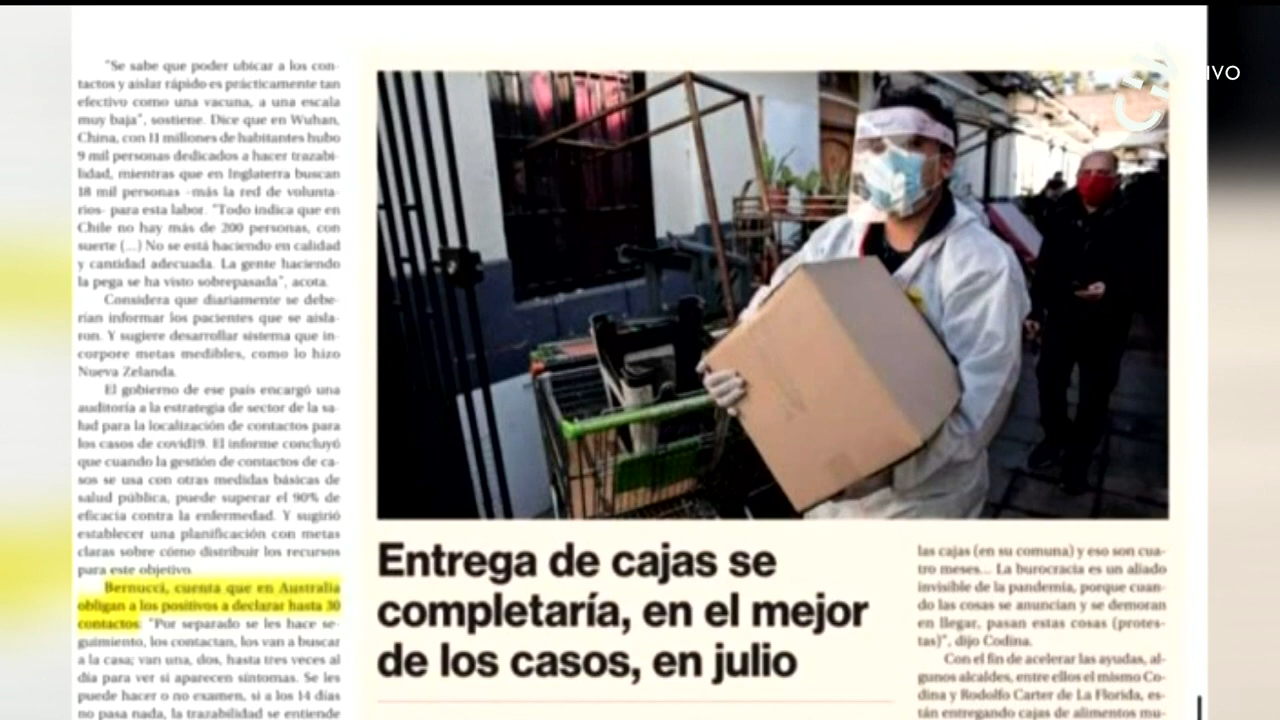 "Se sabe que poder ubicar a los con-
tactos y aislar rápido es prácticamente tan
efectivo como una vacuna, a una escala
muy baja", sostiene. Dice que en Wuhan,
China, con 11 millones de habitantes hubo
9 mil personas dedicados a hacer trazabi-
lidad, mientras que en Inglaterra buscan
18 mil personas -más la red de volunta-
rios- para esta labor. "Todo indica que en
Chile no hay más de 200 personas, con
suerte (...) No se está haciendo en calidad
y cantidad adecuada. La gente haciendo
la pega se ha visto sobrepasada", acota.
Considera que diariamente se debe-
rían informar los pacientes que se aisla-
ron. Y sugiere desarrollar sistema que in-
corpore metas medibles, como lo hizo
Nueva Zelanda.
El gobierno de ese país encargó una
auditoría a la estrategia de sector de la sa-
lud para la localización de contactos para
los casos de covid19. El informe concluyó
que cuando la gestión de contactos de ca-
sos se usa con otras medidas básicas de
salud pública, puede superar el 90% de
eficacia contra la enfermedad. Y sugirió
establecer una planificación con metas
claras sobre cómo distribuir los recursos
para este objetivo.
Bernucci, cuenta que en Australia
obligan a los positivos a declarar hasta 30
contactos: "Por separado se les hace se-
guimiento, los contactan, los van a buscar
a la casa; van una, dos, hasta tres veces al
día para ver si aparecen síntomas. Se les
puede hacer o no examen, si a los 14 días
no pasa nada, la trazabilidad se entiende
Entrega de cajas se
completaría, en el mejor
de los casos, en julio
las cajas (en su comuna) y eso son cua-
tro meses... La burocracia es un aliado
invisible de la pandemia, porque cuan-
do las cosas se anuncian y se demoran
en llegar, pasan estas cosas (protes-
tas)", dijo Codina.
Con el fin de acelerar las ayudas, al-
gunos alcaldes, entre ellos el mismo Co-
dina y Rodolfo Carter de La Florida, es-
tán entregando cajas de alimentos mu-
IVO